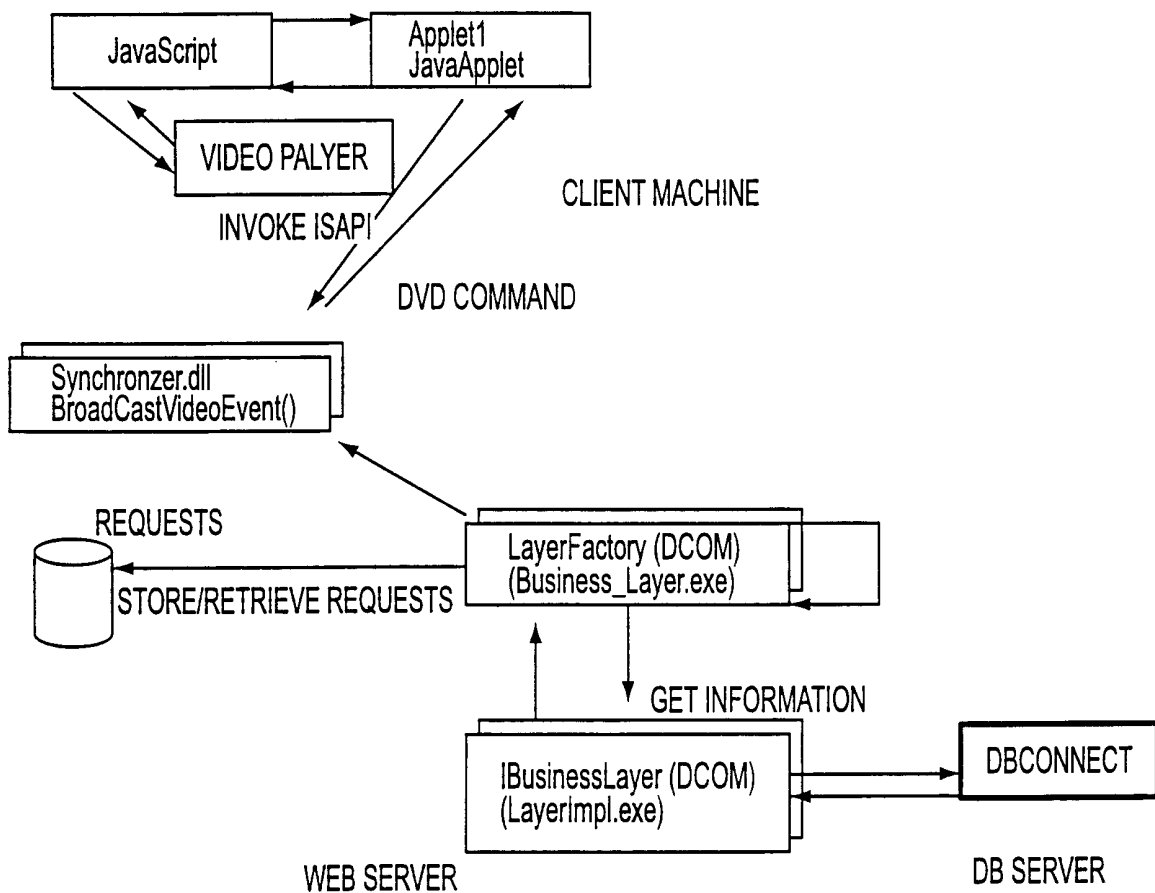 JavaScript
Applet1
JavaApplet
VIDEO PALYER
CLIENT MACHINE
INVOKE ISAPI
DVD COMMAND
Synchronzer.dll
BroadCastVideoEvent()
REQUESTS
LayerFactory (DCOM)
(Business_Layer.exe)
STORE/RETRIEVE REQUESTS
GET INFORMATION
IBusinessLayer (DCOM)
(LayerImpl.exe)
DBCONNECT
WEB SERVER
DB SERVER